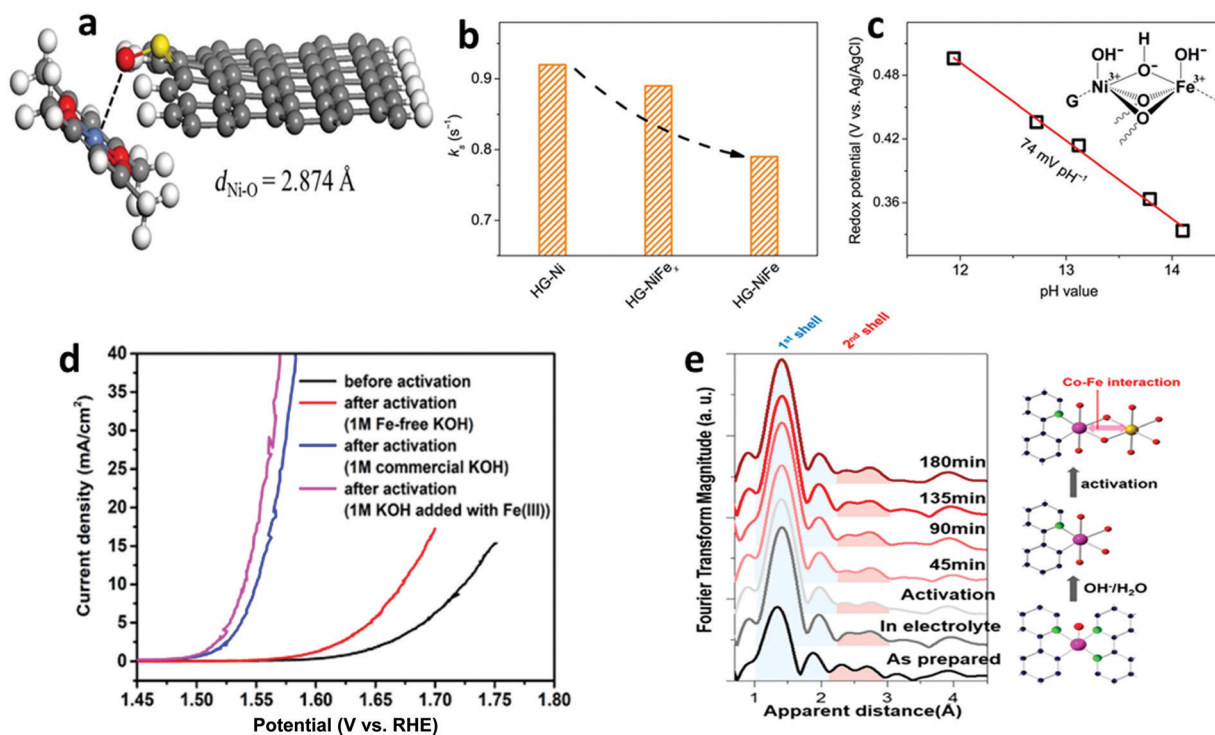 a
d_Ni-O = 2.874 Å
b
k_s (s⁻¹)
0.9
0.8
0.7
HG-Ni
HG-NiFeₓ
HG-NiFe
c
Redox potential (V vs. Ag/AgCl)
0.48
0.42
0.36
74 mV pH⁻¹
H
OH⁻
O⁻
OH⁻
Ni³⁺
Fe³⁺
G
O
O
12
13
14
pH value
d
Current density (mA/cm²)
40
35
30
25
20
15
10
5
0
before activation
after activation
(1M Fe-free KOH)
after activation
(1M commercial KOH)
after activation
(1M KOH added with Fe(III))
1.45
1.50
1.55
1.60
1.65
1.70
1.75
1.80
Potential (V vs. RHE)
e
1st shell
2nd shell
Fourier Transform Magnitude (a. u.)
180min
135min
90min
45min
Activation
In electrolyte
As prepared
1
2
3
4
Apparent distance(Å)
Co-Fe interaction
activation
OH⁻/H₂O